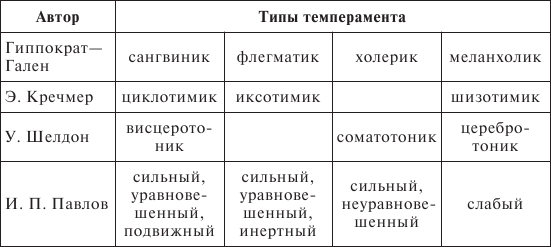 Автор Типы темперамента
Гиппократ—
Гален сангвиник флегматик холерик меланхолик
Э. Кречмер циклотимик иксотимик шизотимик
У. Шелдон висцерото-
ник соматотоник церебро-
тоник
И. П. Павлов сильный,
уравнове-
шенный,
подвижный сильный,
уравнове-
шенный,
инертный сильный,
неуравнове-
шенный слабый